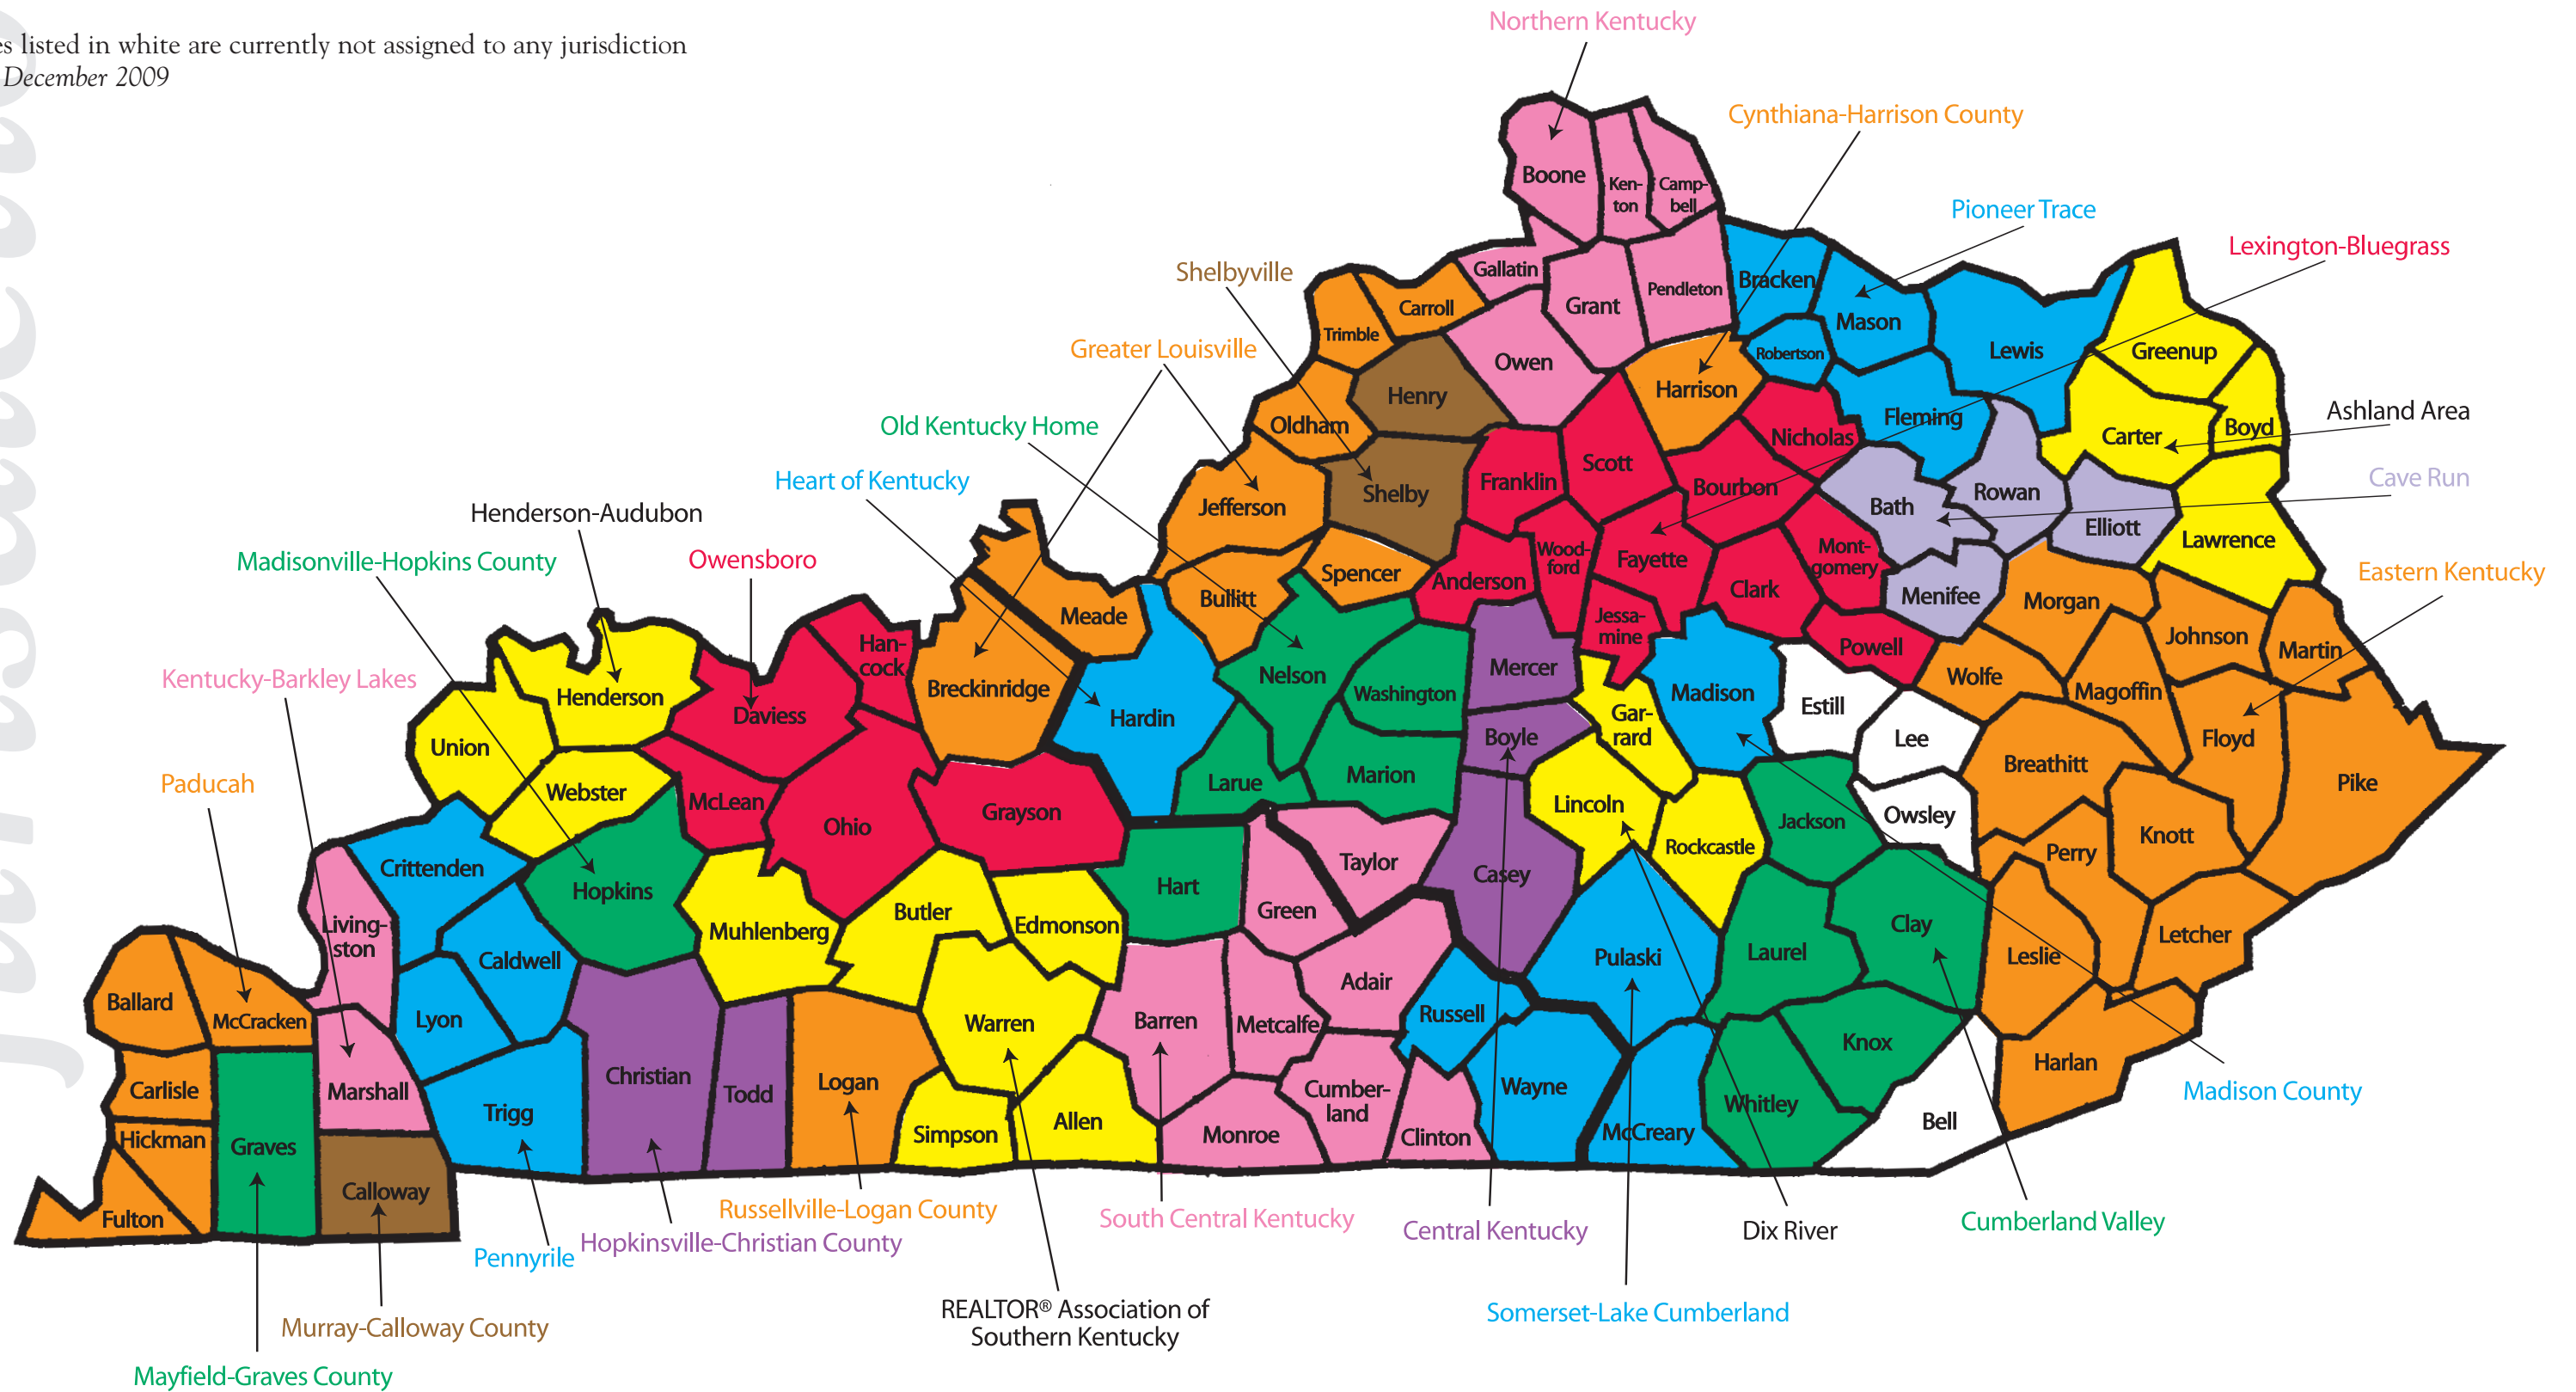 Northern Kentucky
es listed in white are currently not assigned to any jurisdiction
December 2009
Cynthiana-Harrison County
Boone
Ken-
ton
Camp-
bell
Pioneer Trace
Lexington-Bluegrass
Shelbyville
Gallatin
Bracken
Pendleton
Grant
Carroll
Mason
Trimble
Greater Louisville
Robertson
Lewis
Greenup
Owen
Harrison
Henry
Ashland Area
Old Kentucky Home
Oldham
Fleming
Boyd
Carter
Nicholas
Scott
Heart of Kentucky
Franklin
Cave Run
Shelby
Bourbon
Rowan
Jefferson
Bath
Henderson-Audubon
Elliott
Lawrence
Mont-
gomery
Wood-
ford
Fayette
Madisonville-Hopkins County
Owensboro
Spencer
Anderson
Eastern Kentucky
Clark
Menifee
Bullitt
Morgan
Meade
Jessa-
mine
Johnson
Han-
cock
Powell
Martin
Kentucky-Barkley Lakes
Nelson
Mercer
Wolfe
Breckinridge
Washington
Madison
Magoffin
Henderson
Estill
Daviess
Hardin
Gar-
rard
Boyle
Lee
Floyd
Union
Breathitt
Marion
Larue
Pike
Paducah
Webster
McLean
Lincoln
Grayson
Owsley
Jackson
Ohio
Knott
Rockcastle
Perry
Taylor
Crittenden
Casey
Hopkins
Hart
Green
Butler
Edmonson
Clay
Living-
ston
Muhlenberg
Letcher
Laurel
Leslie
Pulaski
Caldwell
Adair
Ballard
McCracken
Lyon
Russell
Warren
Barren
Metcalfe
Knox
Harlan
Christian
Logan
Wayne
Carlisle
Marshall
Todd
Cumber-
land
Madison County
Whitley
Trigg
Allen
Bell
Simpson
Monroe
Clinton
McCreary
Hickman
Graves
Calloway
Fulton
Russellville-Logan County
South Central Kentucky
Central Kentucky
Dix River
Cumberland Valley
Hopkinsville-Christian County
Pennyrile
REALTOR® Association of
Southern Kentucky
Somerset-Lake Cumberland
Murray-Calloway County
Mayfield-Graves County